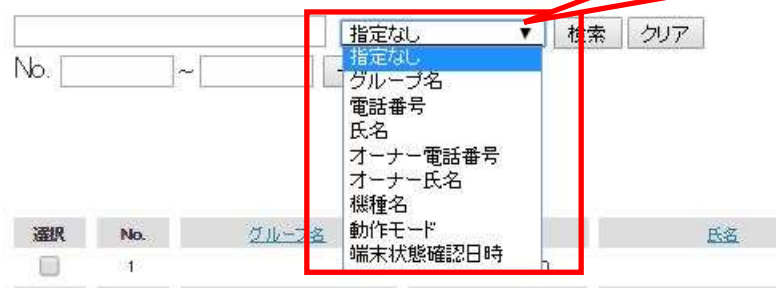 指定なし ▼ 検索 クリア
指定なし
No. ~
グループ名
電話番号
氏名
オーナー電話番号
オーナー氏名
機種名
動作モード
端末状態確認日時
選択 No. グループ名 氏名
1